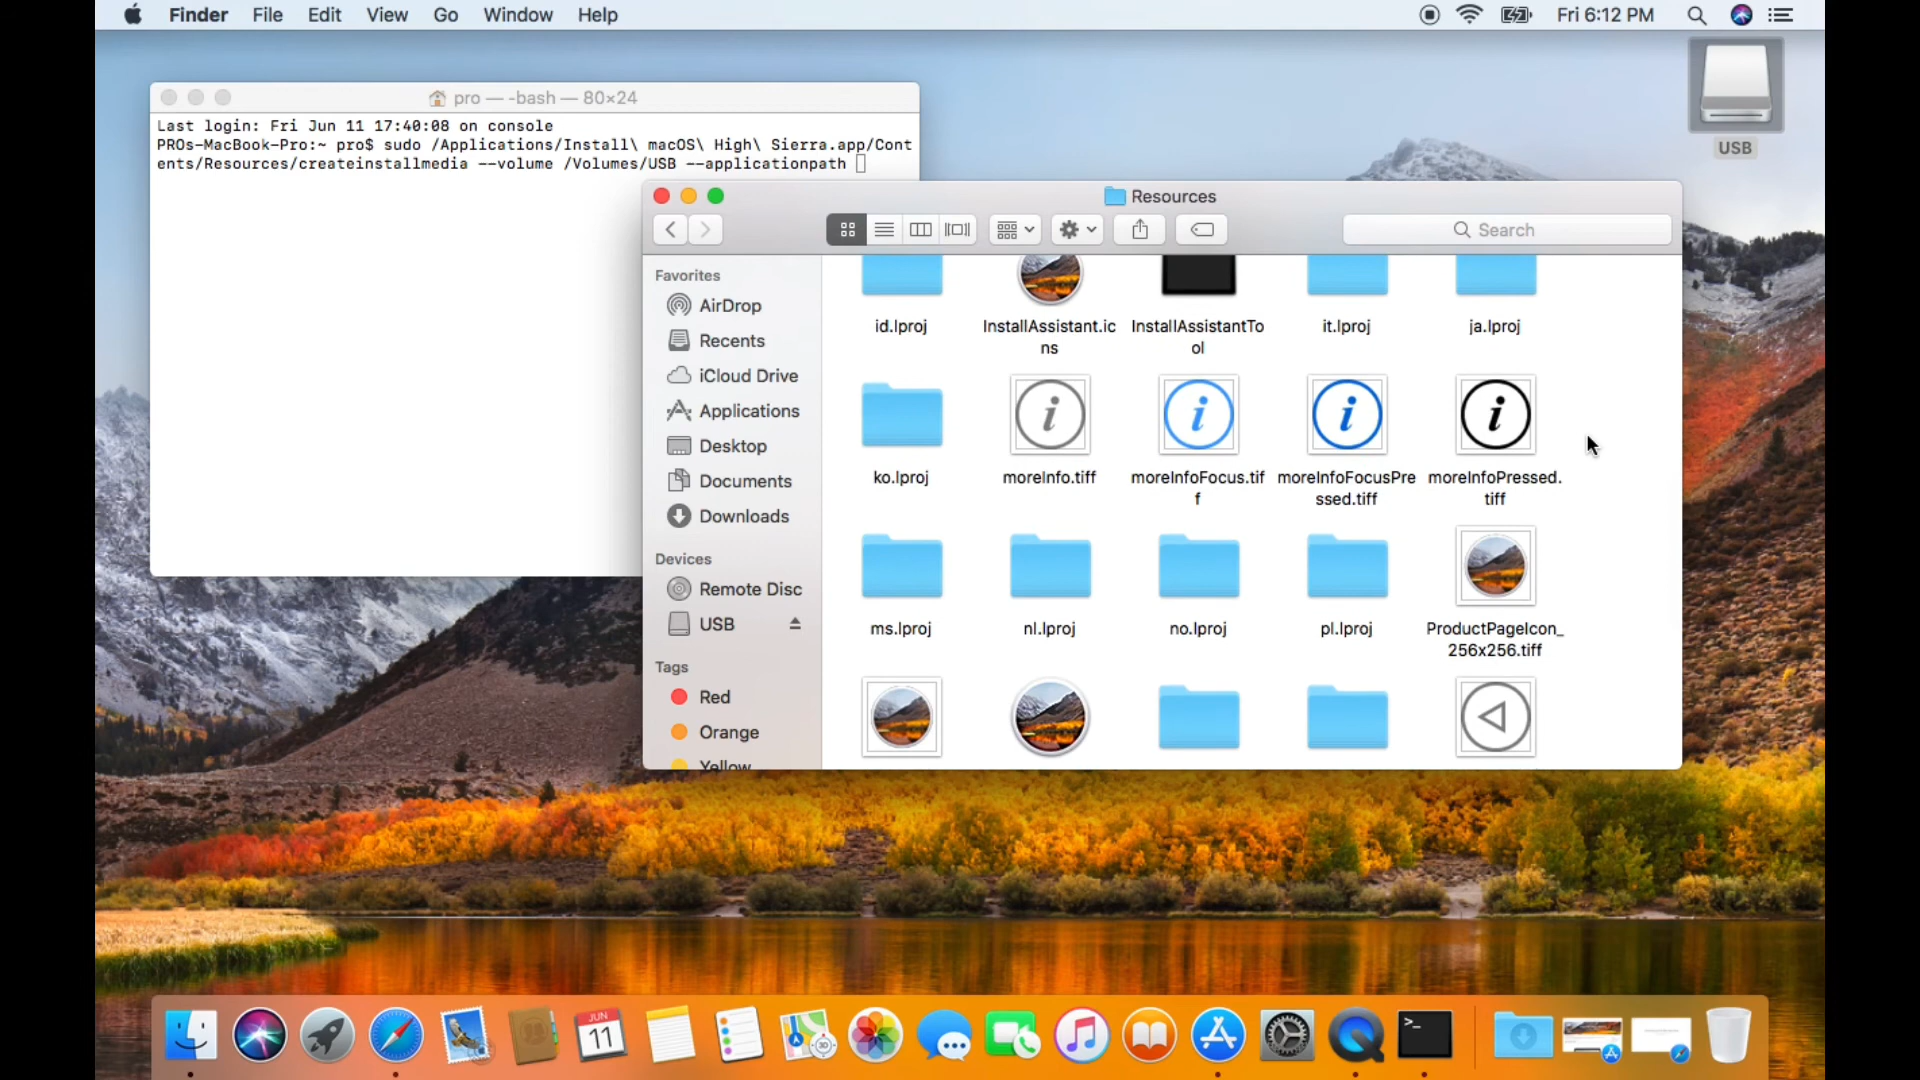 Finder File Edit View Go Window Help Fri 6:12 PM
USB
pro — -bash — 80×24
Last login: Fri Jun 11 17:40:08 on console
PROs-MacBook-Pro:~ pro$ sudo /Applications/Install\ macOS\ High\ Sierra.app/Cont
ents/Resources/createinstallmedia --volume /Volumes/USB --applicationpath
Resources
Search
Favorites
AirDrop
Recents
iCloud Drive
Applications
Desktop
Documents
Downloads
Devices
Remote Disc
USB
Tags
Red
Orange
Yellow
id.lproj
InstallAssistant.ic
ns
InstallAssistantTo
ol
it.lproj
ja.lproj
ko.lproj
moreInfo.tiff
moreInfoFocus.tif
f
moreInfoFocusPre
ssed.tiff
moreInfoPressed.
tiff
ms.lproj
nl.lproj
no.lproj
pl.lproj
ProductPageIcon_
256x256.tiff
JUN
11
3D
>_